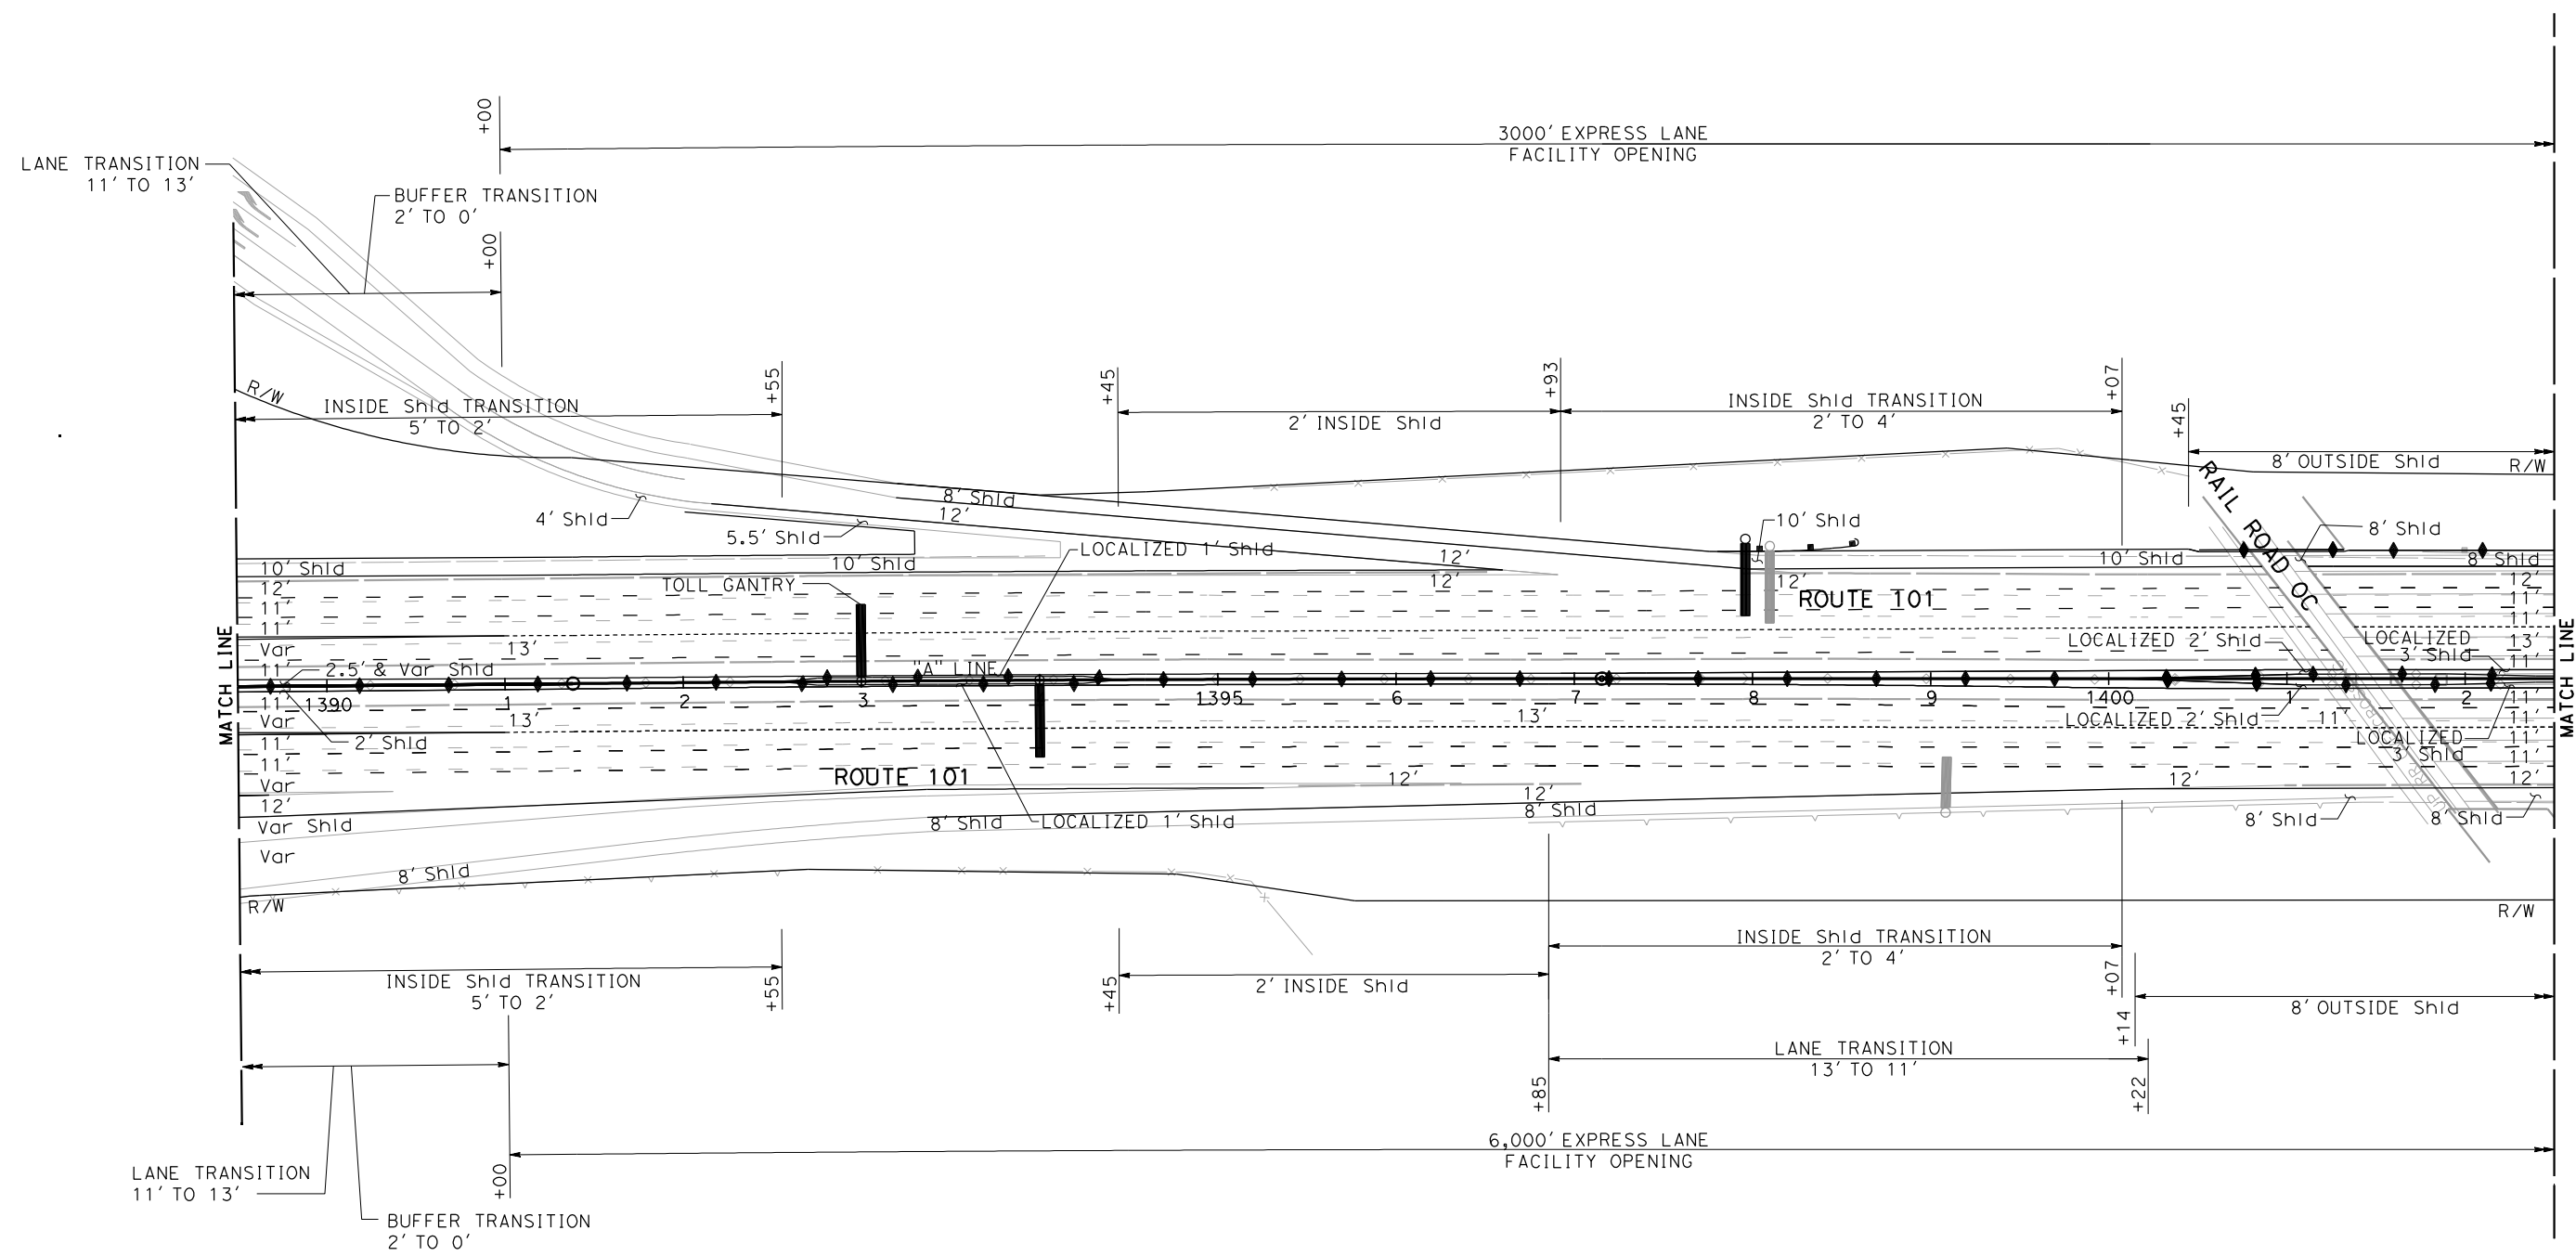 +00
3000' EXPRESS LANE
FACILITY OPENING
LANE TRANSITION
11' TO 13'
BUFFER TRANSITION
2' TO 0'
+00
+55
+45
+93
+07
+45
R/W
INSIDE Shld TRANSITION
5' TO 2'
2' INSIDE Shld
INSIDE Shld TRANSITION
2' TO 4'
8' OUTSIDE Shld
R/W
RAIL ROAD OC
8' Shld
12'
4' Shld
5.5' Shld
10' Shld
8' Shld
LOCALIZED 1' Shld
12'
10' Shld
10' Shld
10' Shld
8' Shld
12'
TOLL GANTRY
12'
12'
12'
11'
ROUTE 101
11'
11'
11'
Var
13'
LOCALIZED 2' Shld
LOCALIZED
3' Shld
13'
11'
2.5' & Var Shld
11'
"A" LINE
MATCH LINE
MATCH LINE
1390
1
2
3
1395
6
7
8
9
1400
1
2
11'
Var
13'
13'
LOCALIZED 2' Shld
11'
11'
11'
2' Shld
11'
LOCALIZED
3' Shld
11'
11'
11'
Var
ROUTE 101
12'
12'
12'
12'
12'
8' Shld
Var Shld
8' Shld
LOCALIZED 1' Shld
8' Shld
8' Shld
Var
8' Shld
R/W
R/W
INSIDE Shld TRANSITION
5' TO 2'
+55
+45
2' INSIDE Shld
INSIDE Shld TRANSITION
2' TO 4'
+07
8' OUTSIDE Shld
+14
LANE TRANSITION
13' TO 11'
+85
+22
6,000' EXPRESS LANE
FACILITY OPENING
LANE TRANSITION
11' TO 13'
+00
BUFFER TRANSITION
2' TO 0'